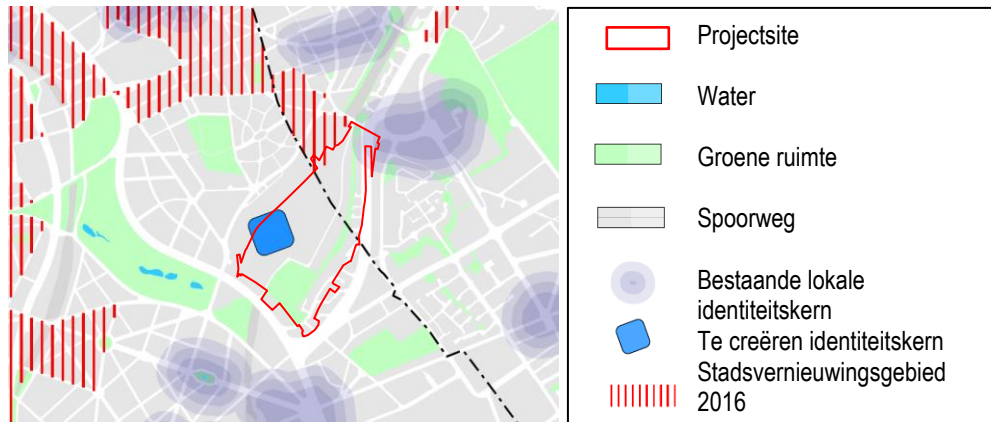 Projectsite
Water
Groene ruimte
Spoorweg
Bestaande lokale
identiteitskern
Te creëren identiteitskern
Stadsvernieuwingsgebied
2016